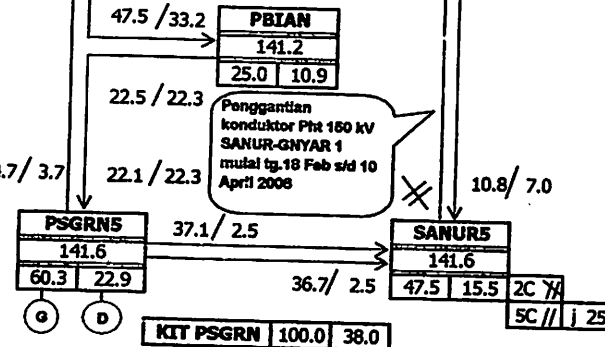 47.5 / 33.2
PBIAN
141.2
25.0 10.9
22.5 / 22.3
Penggantian
konduktor Pht 150 kV
SANUR-GNYAR 1
mulai tg.18 Feb s/d 10
April 2006
.7 / 3.7
22.1 / 22.3
10.8 / 7.0
PSGRN5
141.6
60.3 22.9
G D
37.1 / 2.5
36.7 / 2.5
SANUR5
141.6
47.5 15.5 2C
5C // j 25
KIT PSGRN 100.0 38.0